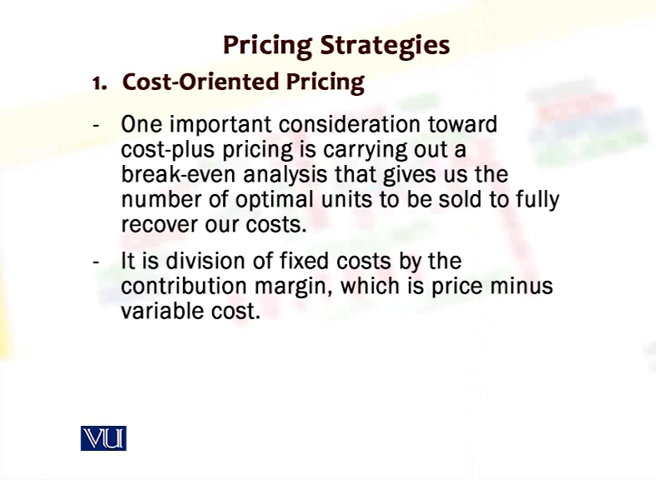 Pricing Strategies
1. Cost-Oriented Pricing
- One important consideration toward
cost-plus pricing is carrying out a
break-even analysis that gives us the
number of optimal units to be sold to fully
recover our costs.
- It is division of fixed costs by the
contribution margin, which is price minus
variable cost.
VU